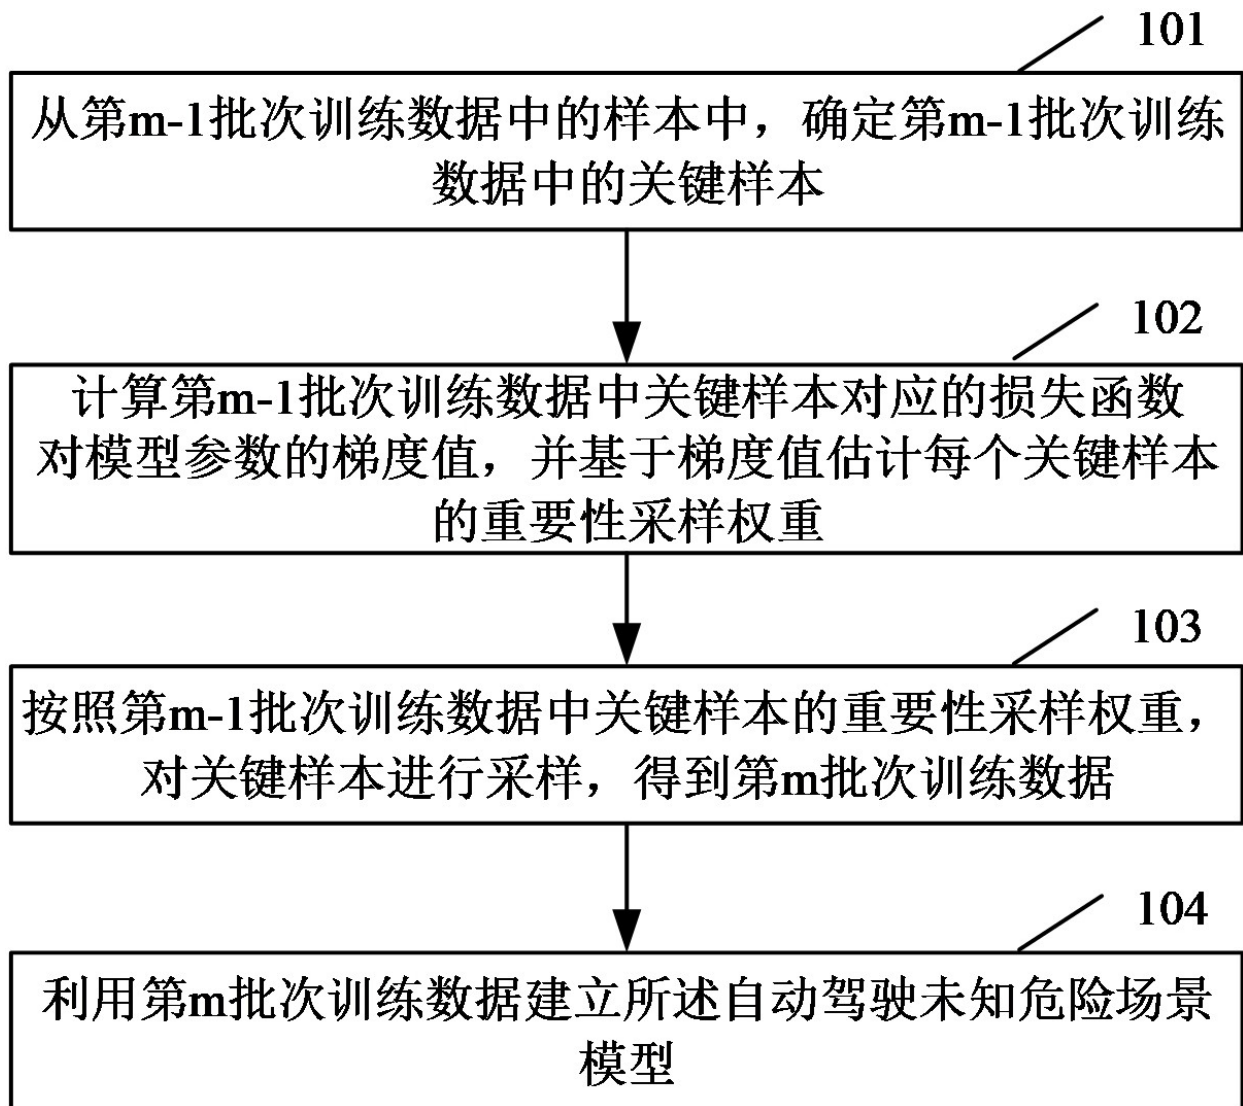 101
从第m-1批次训练数据中的样本中，确定第m-1批次训练
数据中的关键样本
102
计算第m-1批次训练数据中关键样本对应的损失函数
对模型参数的梯度值，并基于梯度值估计每个关键样本
的重要性采样权重
103
按照第m-1批次训练数据中关键样本的重要性采样权重，
对关键样本进行采样，得到第m批次训练数据
104
利用第m批次训练数据建立所述自动驾驶未知危险场景
模型